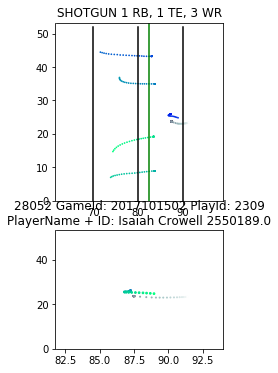 SHOTGUN 1 RB, 1 TE, 3 WR
50
40
30
20
10
0
70 80 90
28052 GameId: 2017101502 PlayId: 2309
PlayerName + ID: Isaiah Crowell 2550189.0
40
20
0
82.5 85.0 87.5 90.0 92.5